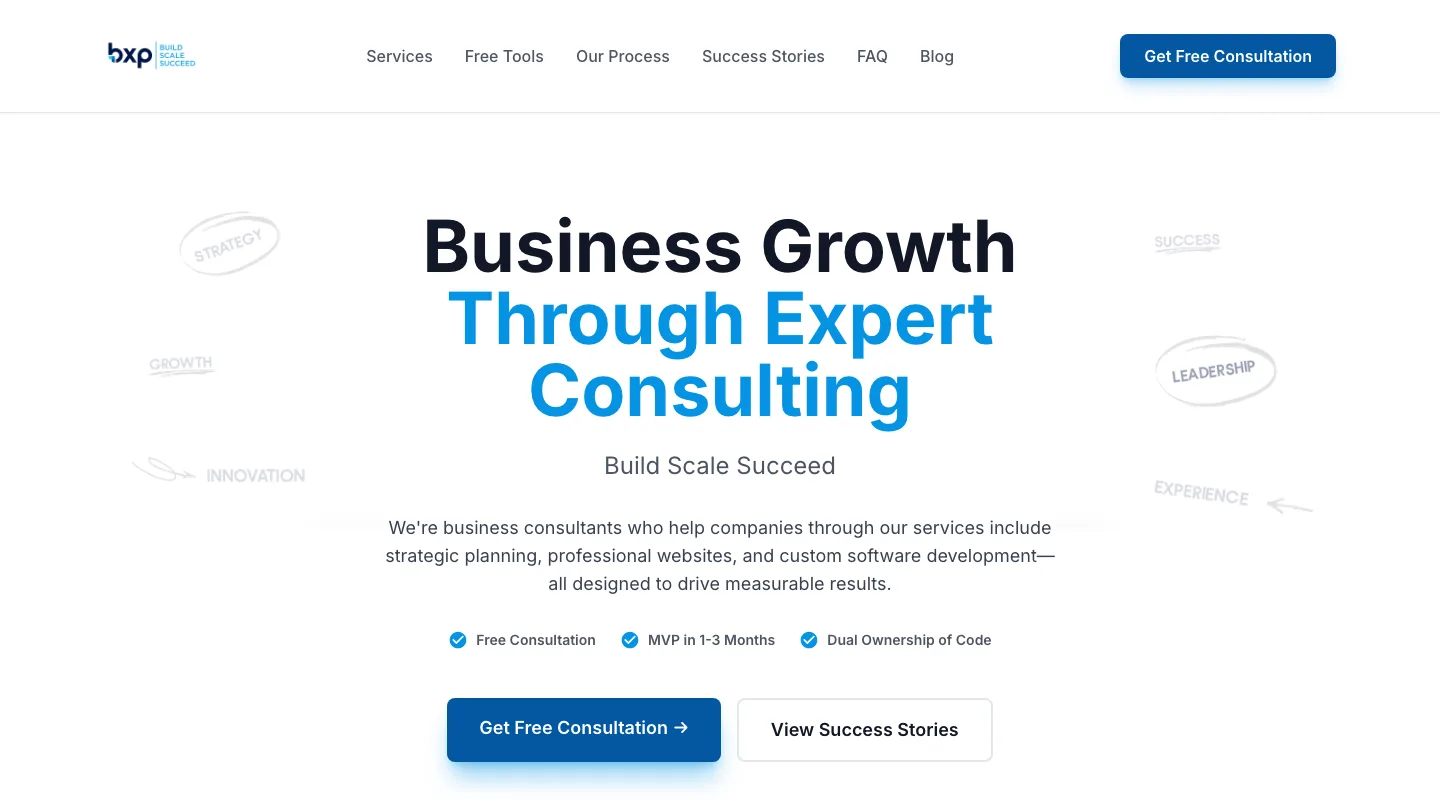 bxp
BUILD
SCALE
SUCCEED
Services
Free Tools
Our Process
Success Stories
FAQ
Blog
Get Free Consultation
STRATEGY
GROWTH
INNOVATION
Business Growth
Through Expert
Consulting
SUCCESS
LEADERSHIP
EXPERIENCE
Build Scale Succeed
We're business consultants who help companies through our services include
strategic planning, professional websites, and custom software development—
all designed to drive measurable results.
Free Consultation
MVP in 1-3 Months
Dual Ownership of Code
Get Free Consultation →
View Success Stories